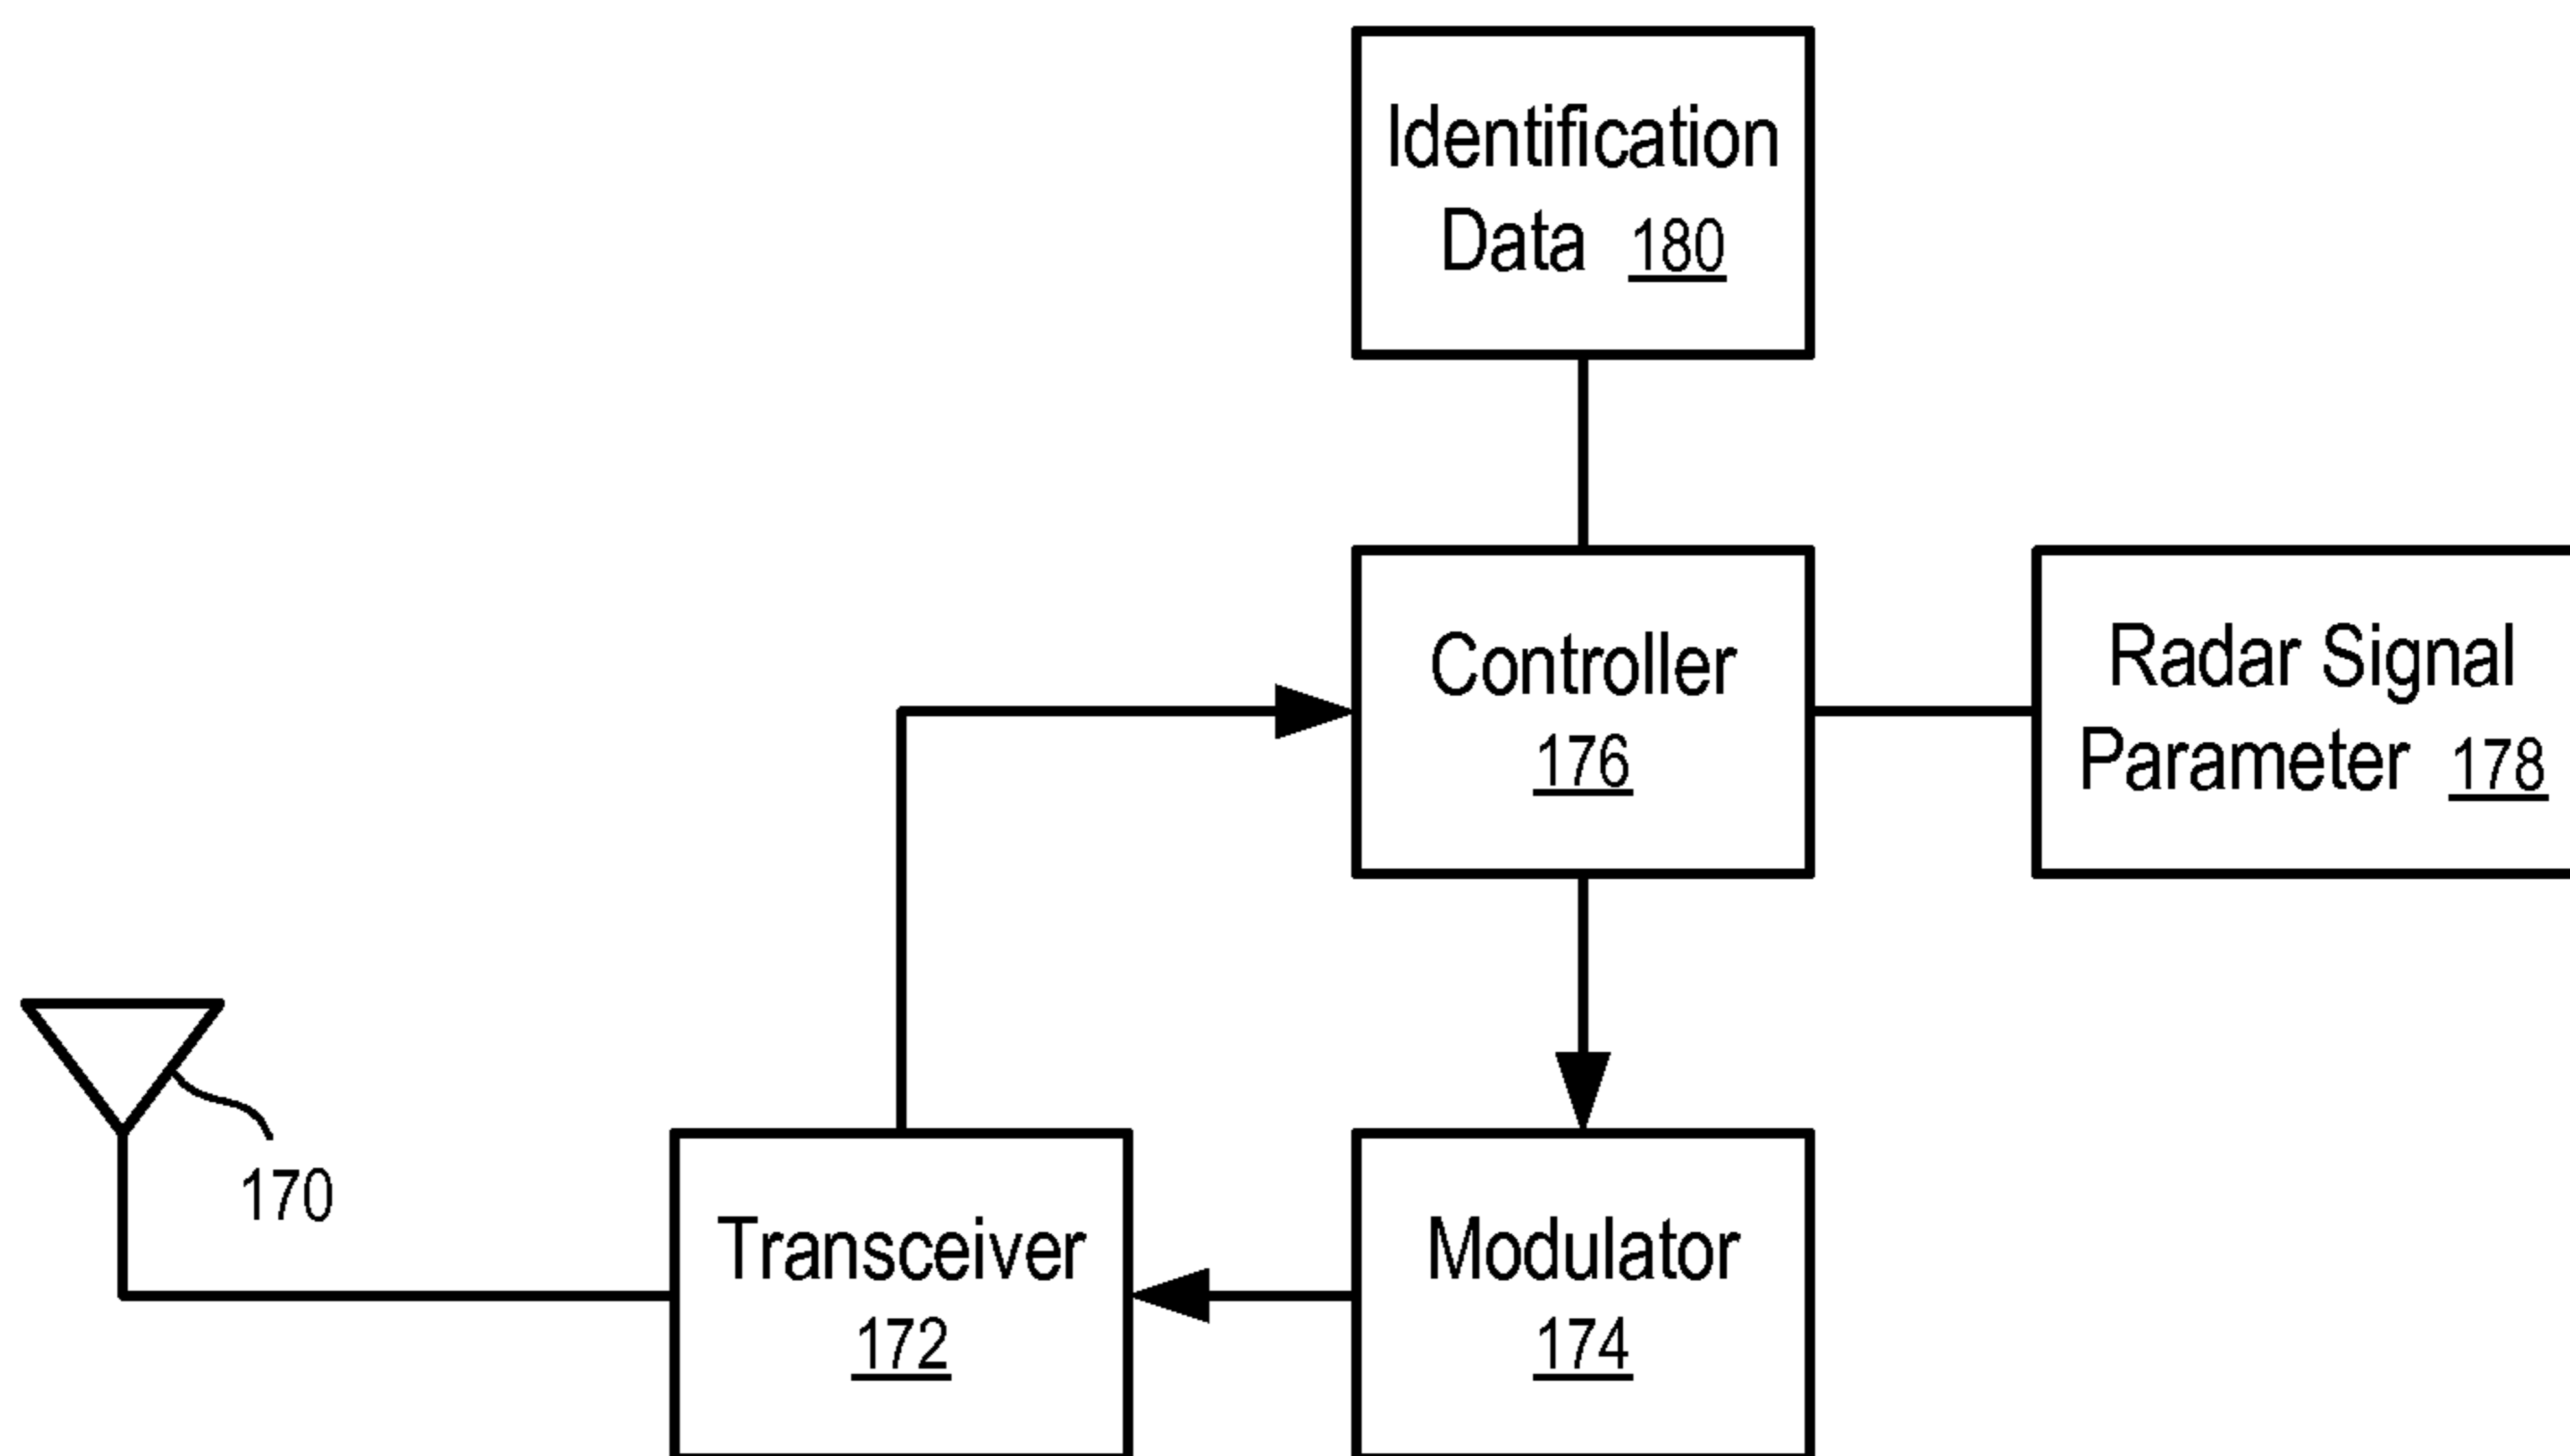 Identification
Data 180
Controller
176
Radar Signal
Parameter 178
170
Transceiver
172
Modulator
174